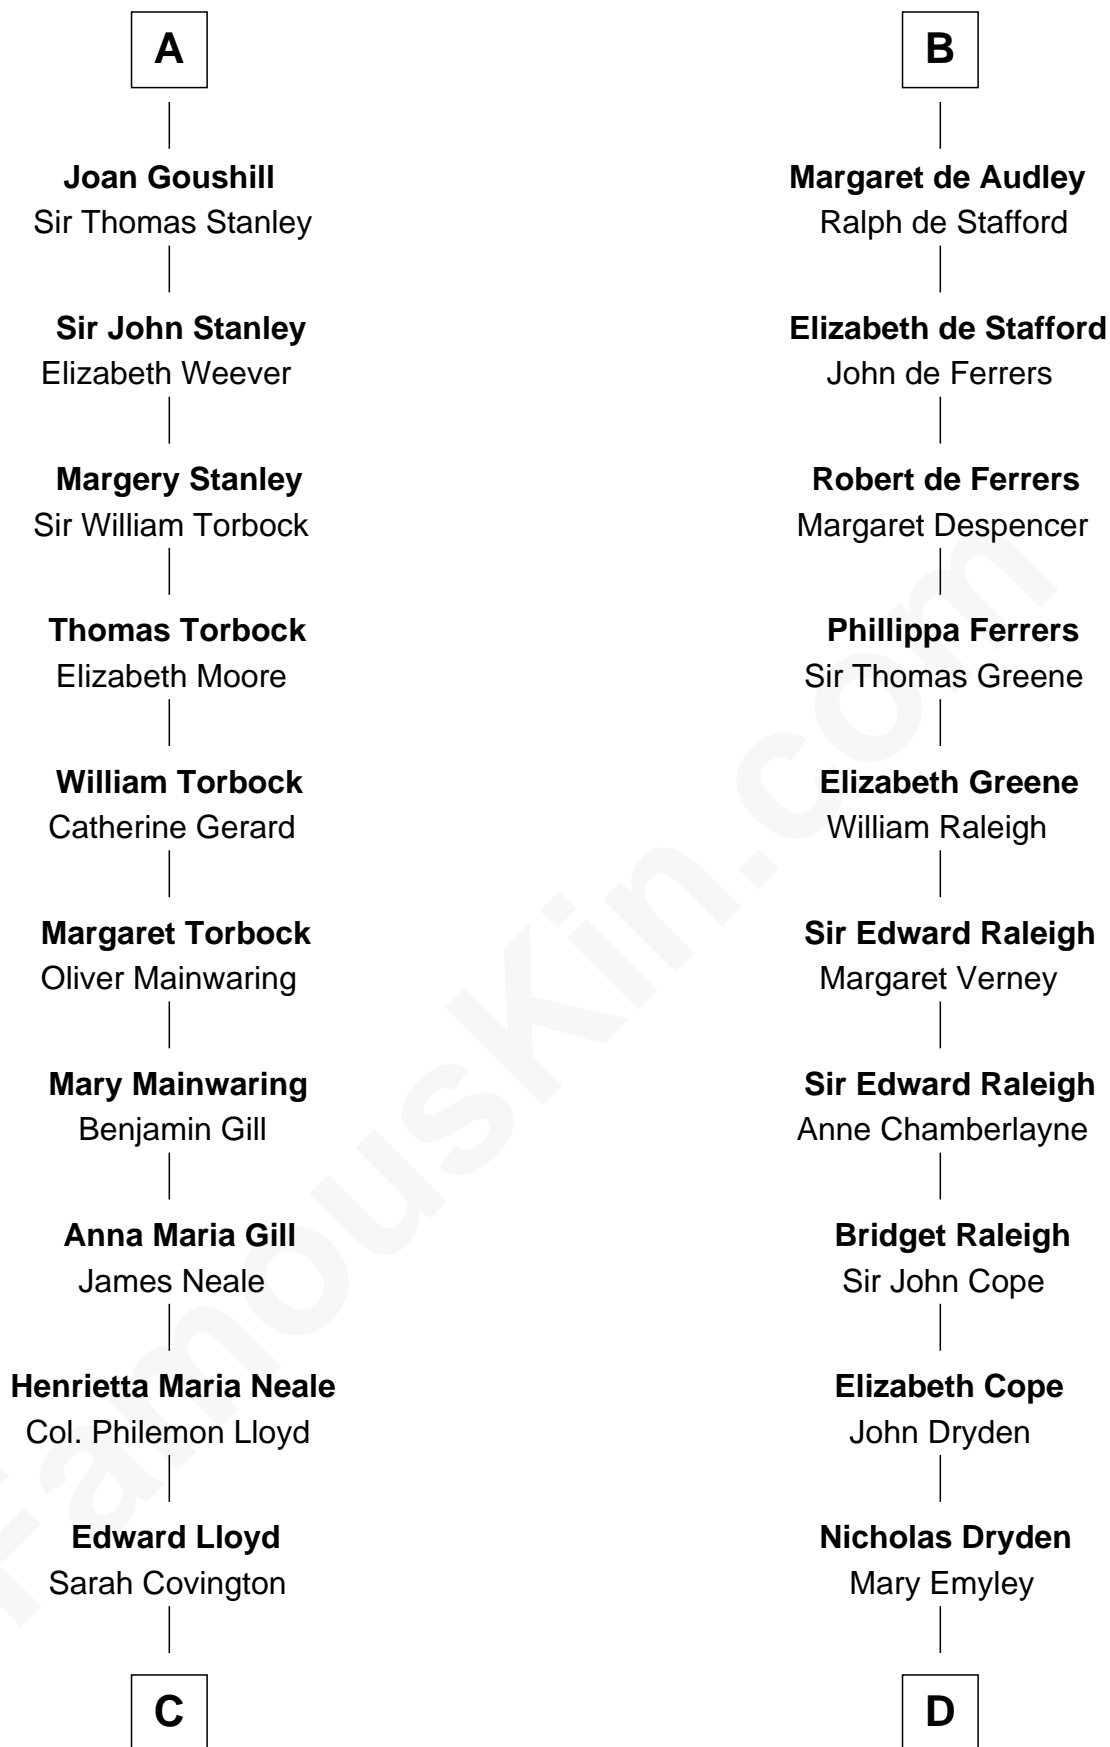 A
Joan Goushill
Sir Thomas Stanley
Sir John Stanley
Elizabeth Weever
Margery Stanley
Sir William Torbock
Thomas Torbock
Elizabeth Moore
William Torbock
Catherine Gerard
Margaret Torbock
Oliver Mainwaring
Mary Mainwaring
Benjamin Gill
Anna Maria Gill
James Neale
Henrietta Maria Neale
Col. Philemon Lloyd
Edward Lloyd
Sarah Covington
C
B
Margaret de Audley
Ralph de Stafford
Elizabeth de Stafford
John de Ferrers
Robert de Ferrers
Margaret Despencer
Phillippa Ferrers
Sir Thomas Greene
Elizabeth Greene
William Raleigh
Sir Edward Raleigh
Margaret Verney
Sir Edward Raleigh
Anne Chamberlayne
Bridget Raleigh
Sir John Cope
Elizabeth Cope
John Dryden
Nicholas Dryden
Mary Emyley
D
FamousKin.com